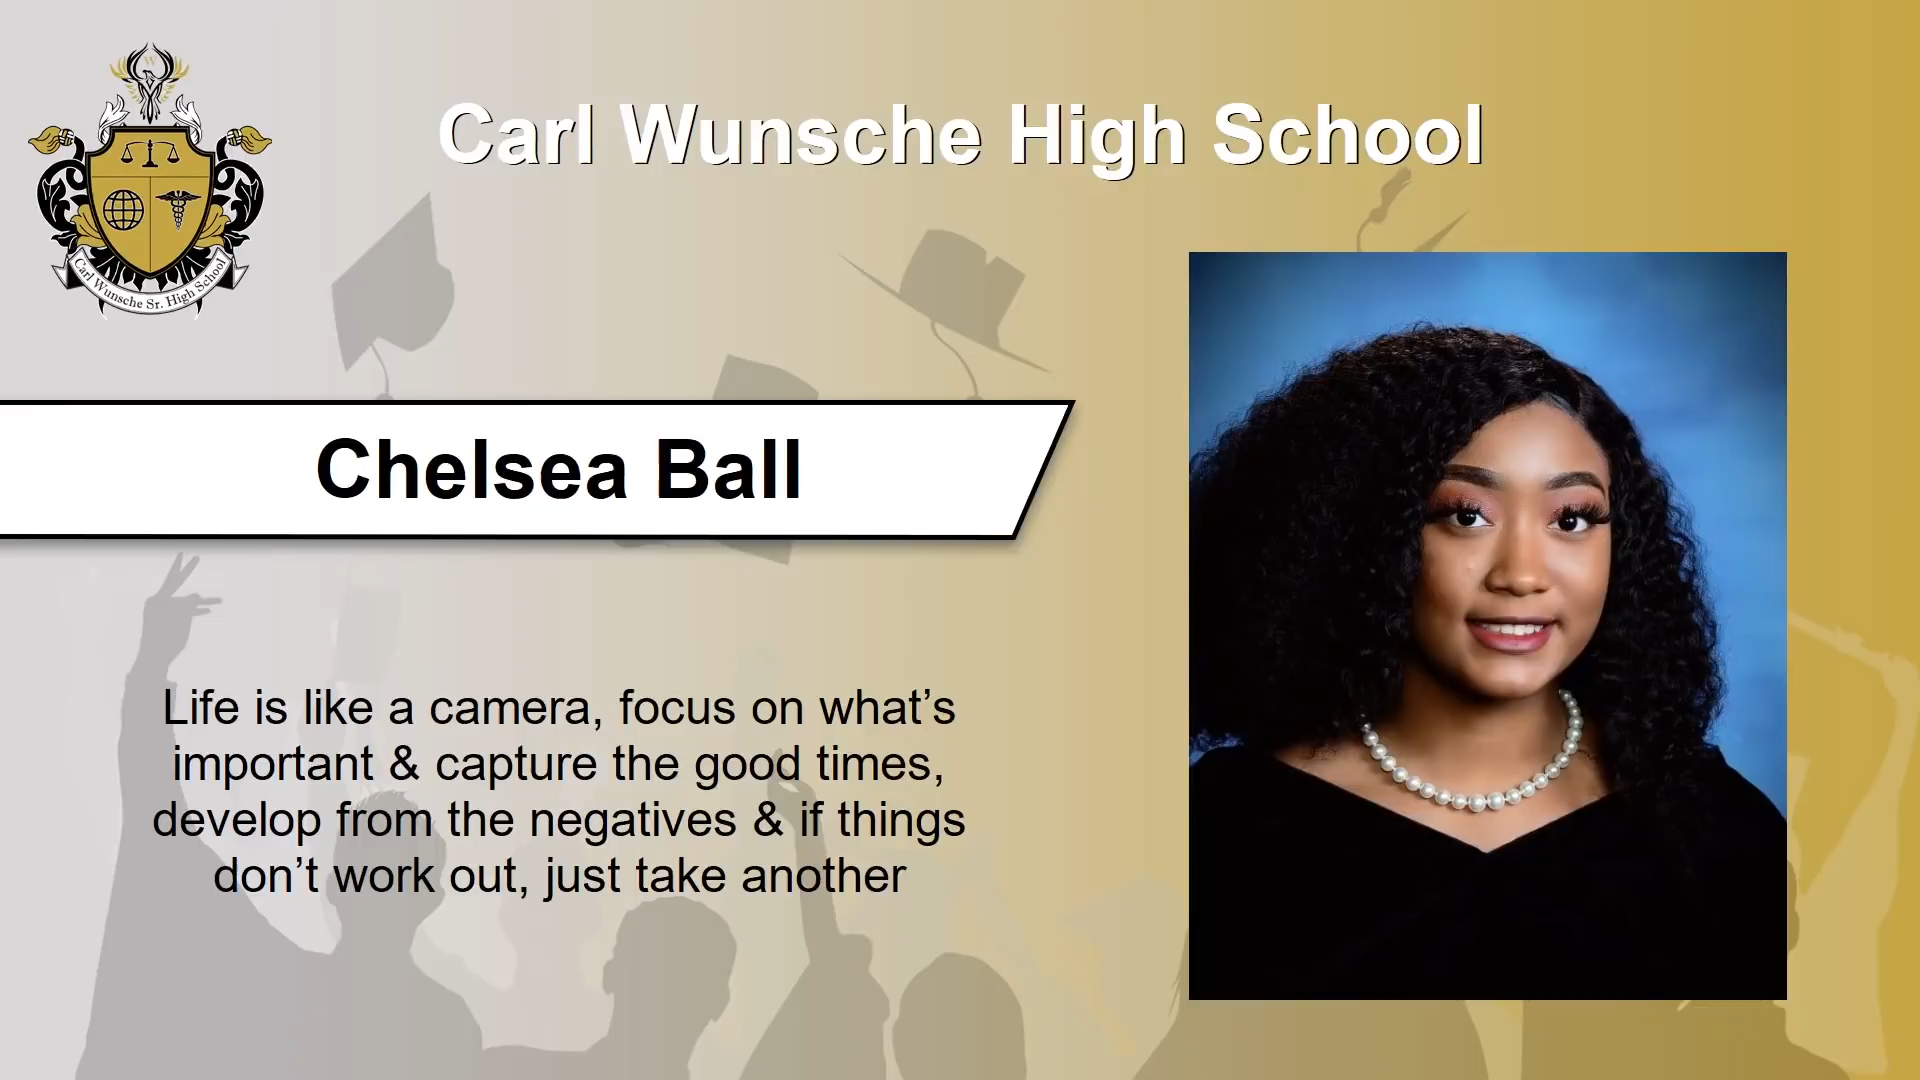 W
Carl Wunsche Sr. High School
Carl Wunsche High School
Chelsea Ball
Life is like a camera, focus on what’s
important & capture the good times,
develop from the negatives & if things
don’t work out, just take another